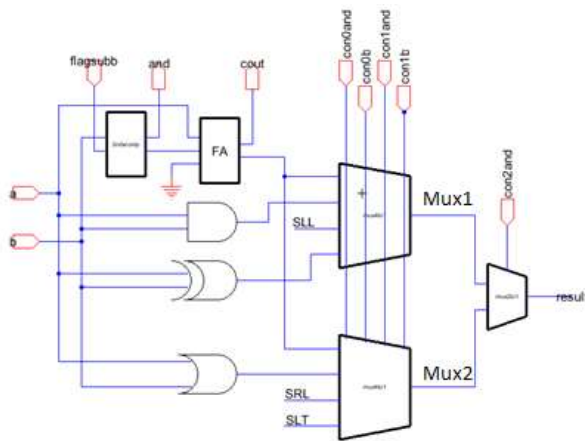 flagsubb
and
cout
con0and
con0b
con1and
con1b
con2and
FA
a
b
SLL
Mux1
resul
SRL
SLT
Mux2